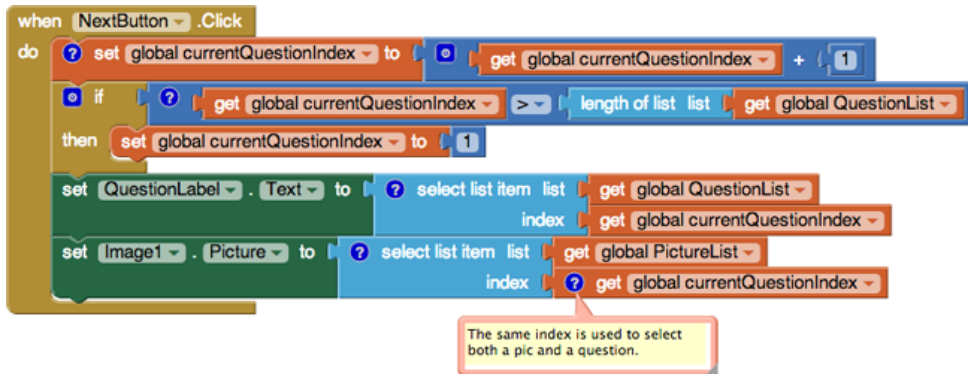 when NextButton .Click
do ? set global currentQuestionIndex to get global currentQuestionIndex + 1
if ? get global currentQuestionIndex > length of list list get global QuestionList
then set global currentQuestionIndex to 1
set QuestionLabel . Text to ? select list item list get global QuestionList
index get global currentQuestionIndex
set Image1 . Picture to ? select list item list get global PictureList
index ? get global currentQuestionIndex
The same index is used to select
both a pic and a question.